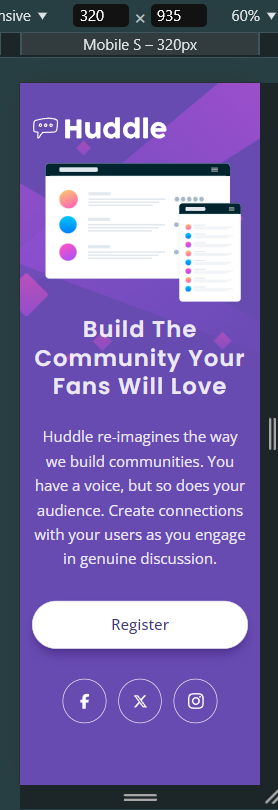 nsive ▼ 320 × 935 60% ▼
Mobile S – 320px
Huddle
Build The
Community Your
Fans Will Love
Huddle re-imagines the way
we build communities. You
have a voice, but so does your
audience. Create connections
with your users as you engage
in genuine discussion.
Register